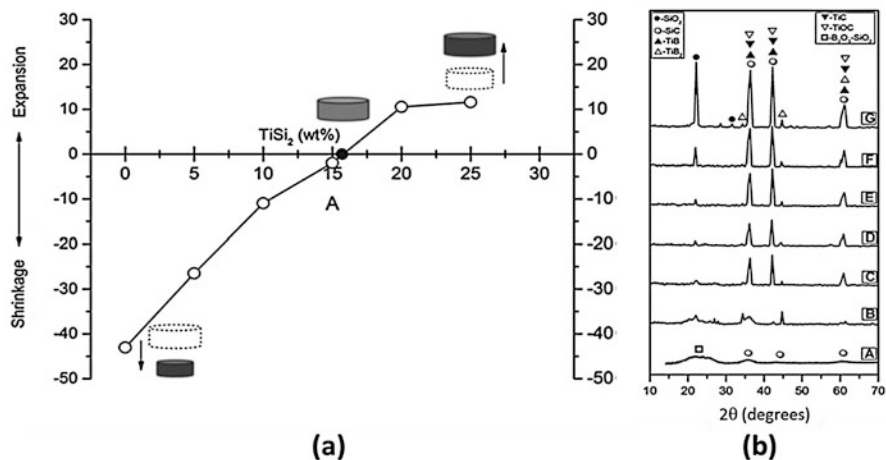 30
20
10
0
-10
-20
-30
-40
-50
Expansion
Shrinkage
TiSi₂ (wt%)
0 5 10 15 20 25 30
A
30
20
10
0
-10
-20
-30
-40
-50
(a)
●-SiO₂
○-SiC
▲-TiB
△-TiB₂
▼-TiC
▽-TiOC
□-B₂O₃-SiO₂
G
F
E
D
C
B
A
10 20 30 40 50 60 70
2θ (degrees)
(b)